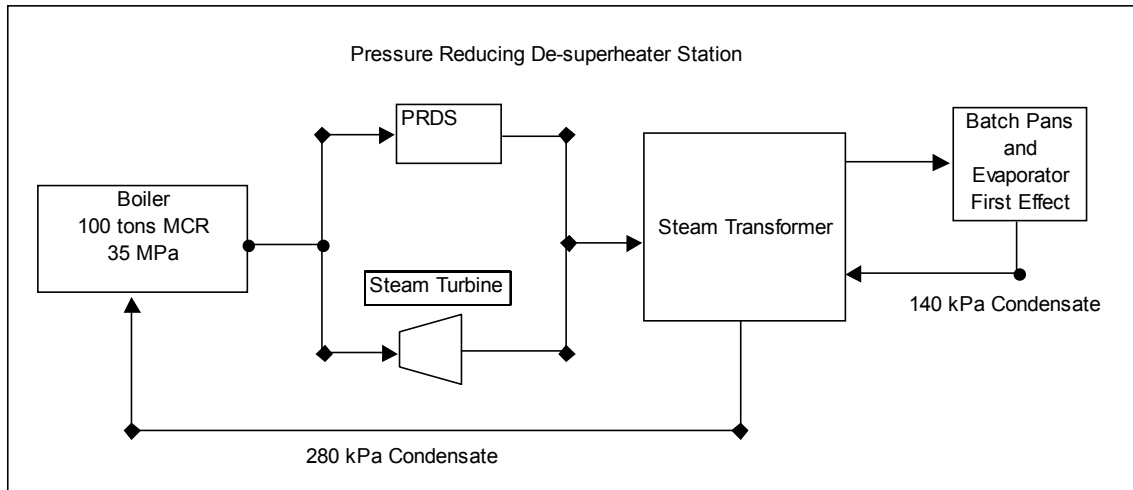 Pressure Reducing De-superheater Station
PRDS
Batch Pans
and
Evaporator
First Effect
Boiler
100 tons MCR
35 MPa
Steam Transformer
Steam Turbine
140 kPa Condensate
280 kPa Condensate